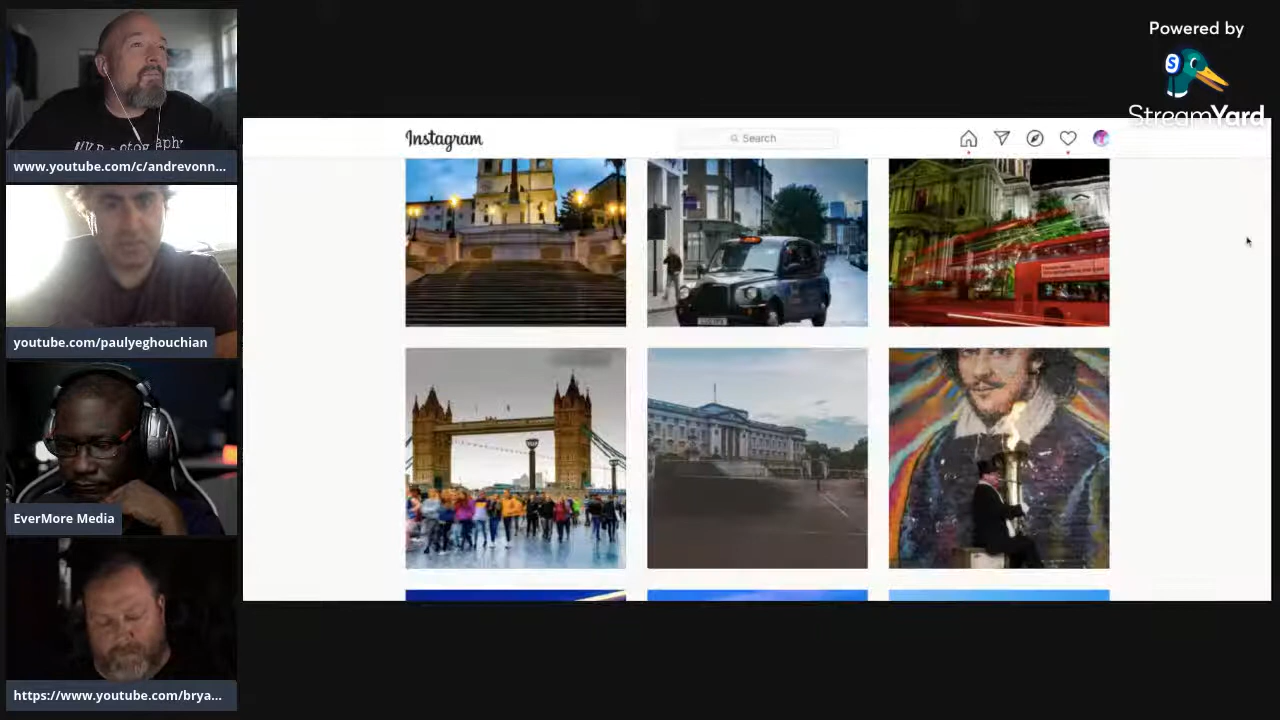 Powered by
S
StreamYard
Instagram
Search
www.youtube.com/c/andrevonn...
youtube.com/paulyeghouchian
EverMore Media
https://www.youtube.com/brya...